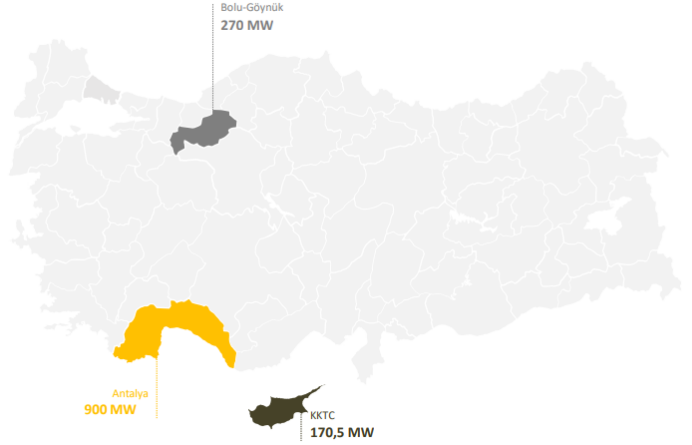 Bolu-Göynük
270 MW
Antalya
900 MW
KKTC
170,5 MW